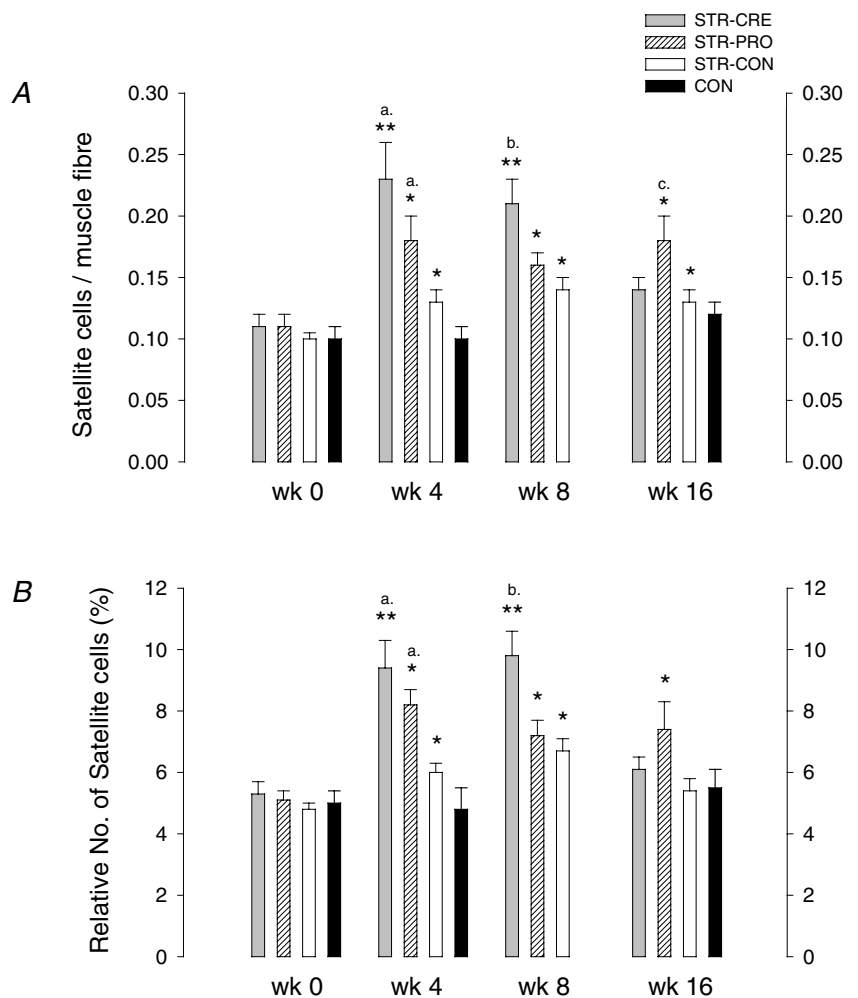 STR-CRE
STR-PRO
STR-CON
CON
A
Satellite cells / muscle fibre
0.30 0.30
0.25 0.25
0.20 0.20
0.15 0.15
0.10 0.10
0.05 0.05
0.00 0.00
a.
**
a.
*
*
b.
**
*
*
c.
*
*
wk 0 wk 4 wk 8 wk 16
B
Relative No. of Satellite cells (%)
12 12
10 10
8 8
6 6
4 4
2 2
0 0
a.
**
a.
*
*
b.
**
*
*
*
wk 0 wk 4 wk 8 wk 16